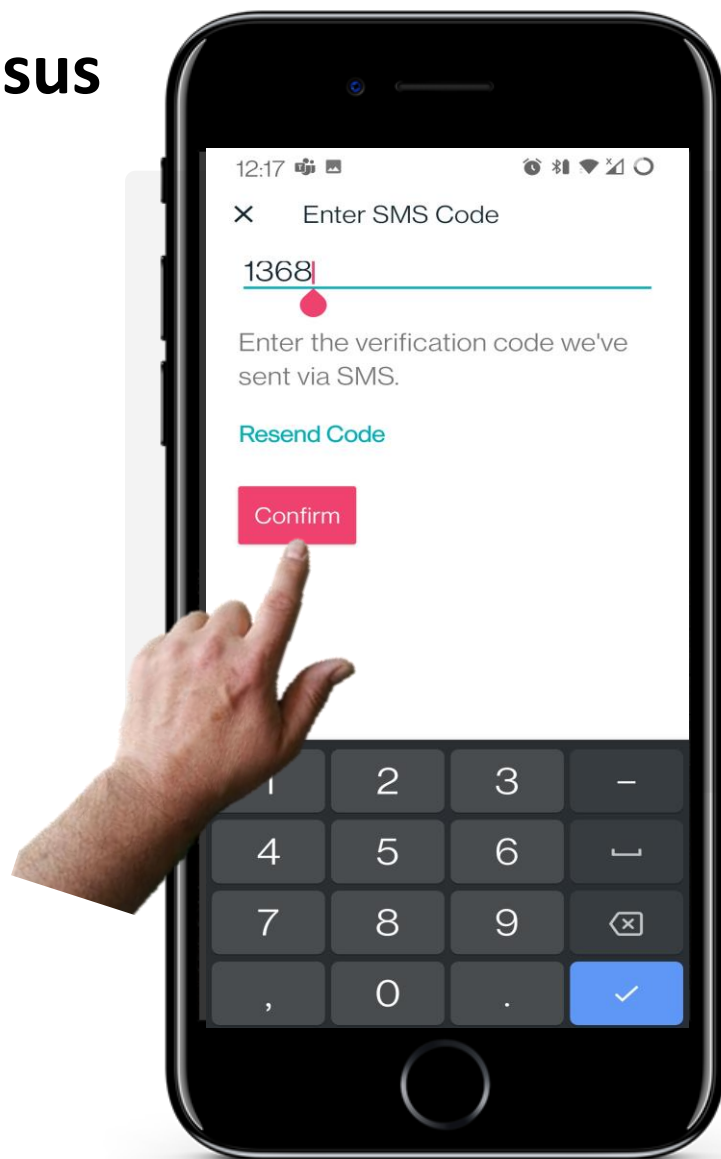 sus
12:17
× Enter SMS Code
1368
Enter the verification code we've
sent via SMS.
Resend Code
Confirm
1 2 3 –
4 5 6
7 8 9
, 0 .